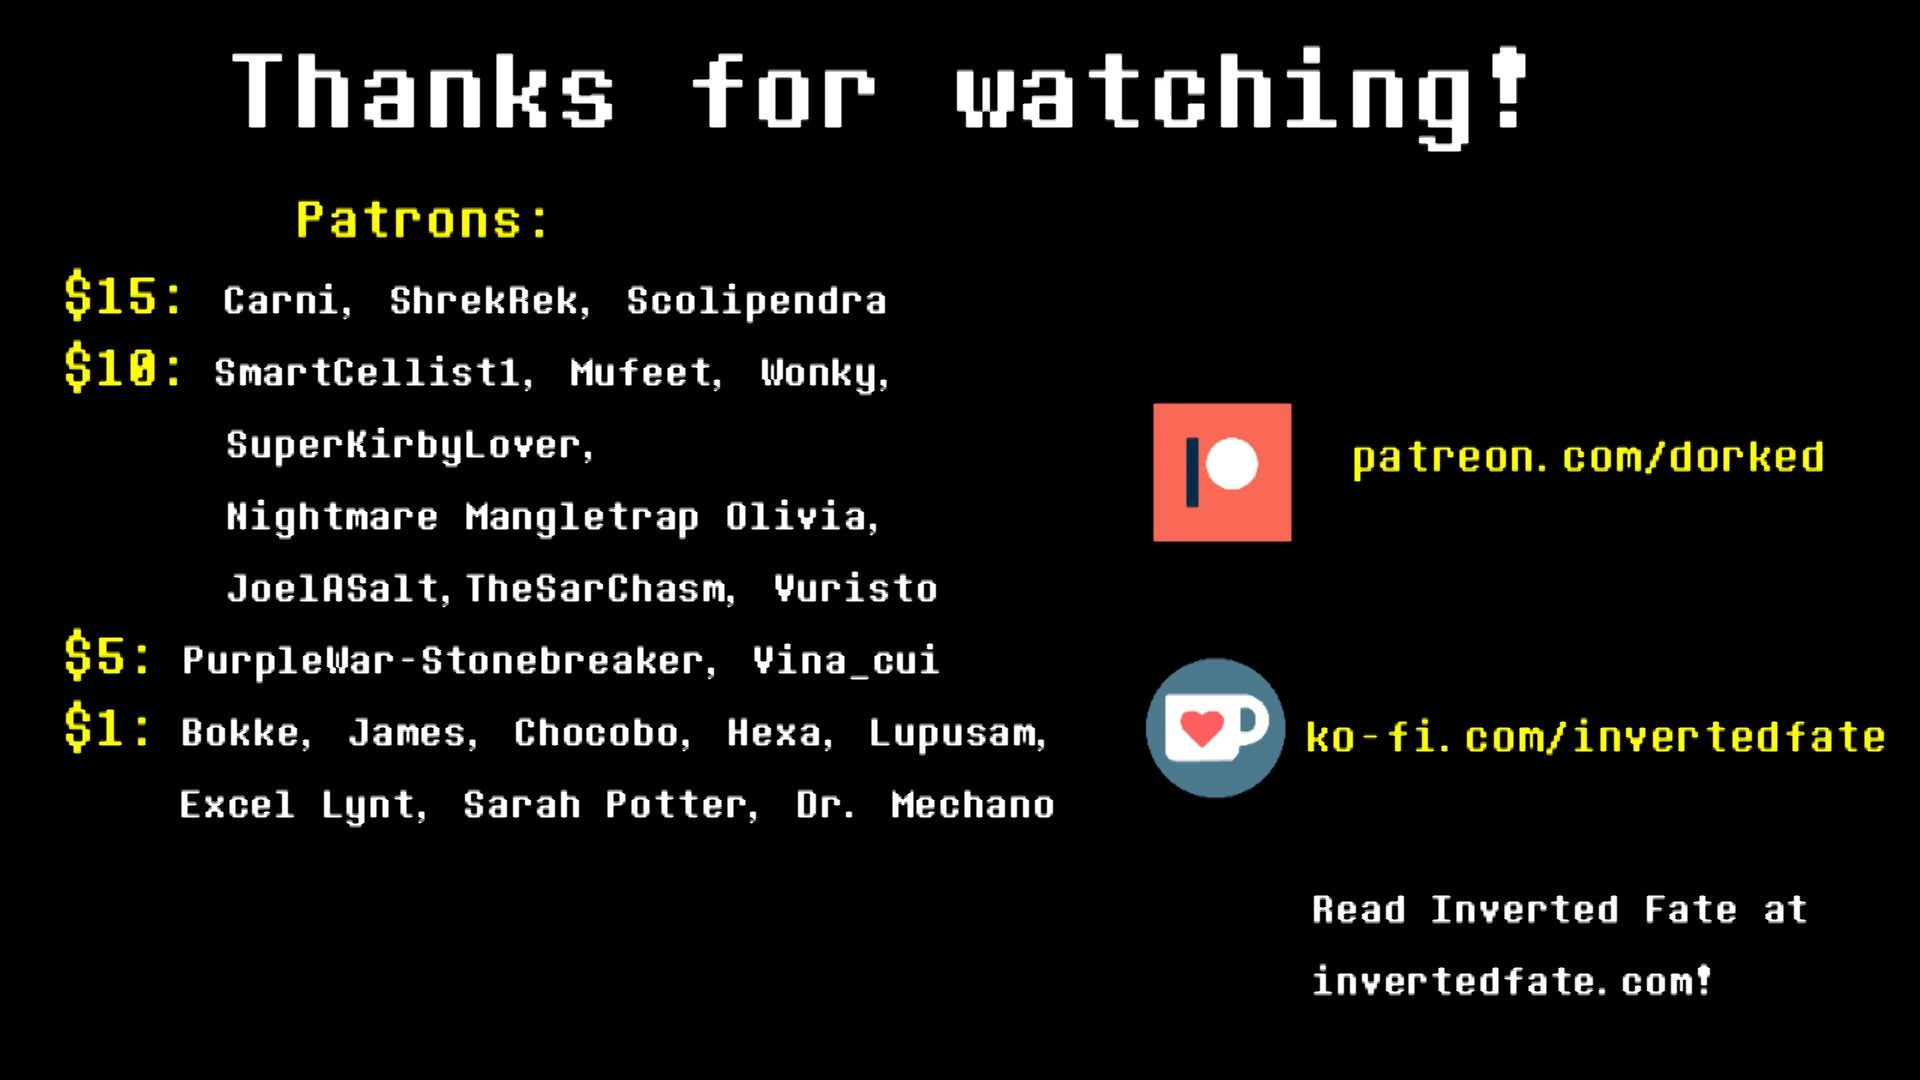 Thanks for watching!
Patrons:
$15: Carni, ShrekRek, Scolipendra
$10: SmartCellist1, Mufeet, Wonky,
SuperKirbyLover,
Nightmare Mangletrap Olivia,
JoelASalt, TheSarChasm, Yuristo
$5: PurpleWar-Stonebreaker, Vina_cui
$1: Bokke, James, Chocobo, Hexa, Lupusam,
Excel Lynt, Sarah Potter, Dr. Mechano
patreon.com/dorked
ko-fi.com/invertedfate
Read Inverted Fate at
invertedfate.com!